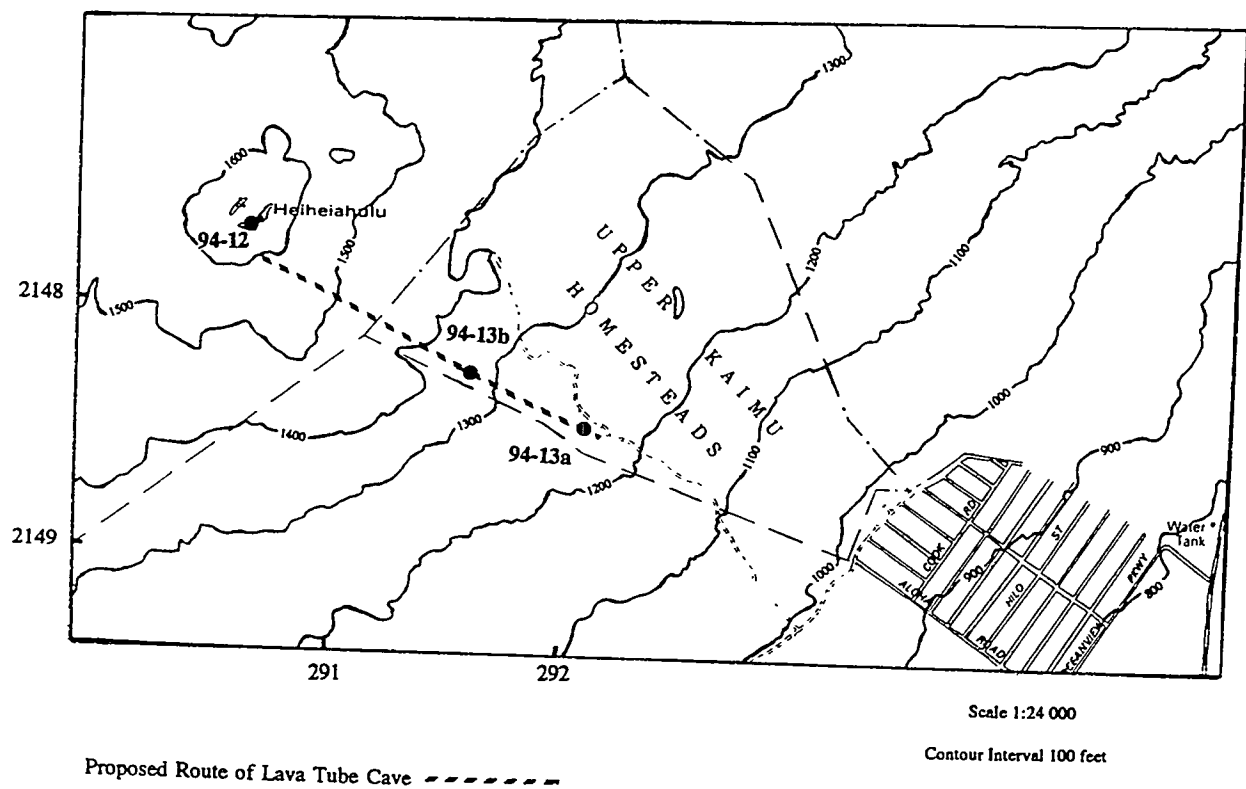 1300
1600
Heiheiahulu
94-12
1500
1200
1100
UPPER
HOMESTEADS
KAIMU
2148
1500
94-13b
1000
1400
1300
94-13a
1100
900
1200
Water
Tank
2149
1000
COOK RD
900
HILO ST
PKWY
800
ALOHA
ROAD
291
292
Scale 1:24 000
Contour Interval 100 feet
Proposed Route of Lava Tube Cave